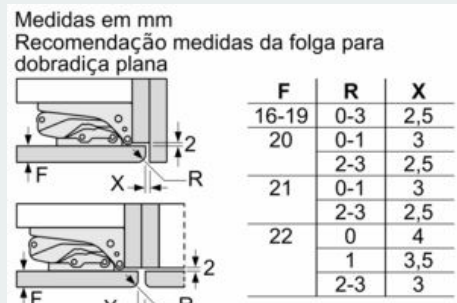 Medidas em mm
Recomendação medidas da folga para
dobradiça plana
F R X
16-19 0-3 2,5
20 0-1 3
2-3 2,5
21 0-1 3
2-3 2,5
22 0 4
1 3,5
2-3 3
2
F
X
R
2
F
X
R